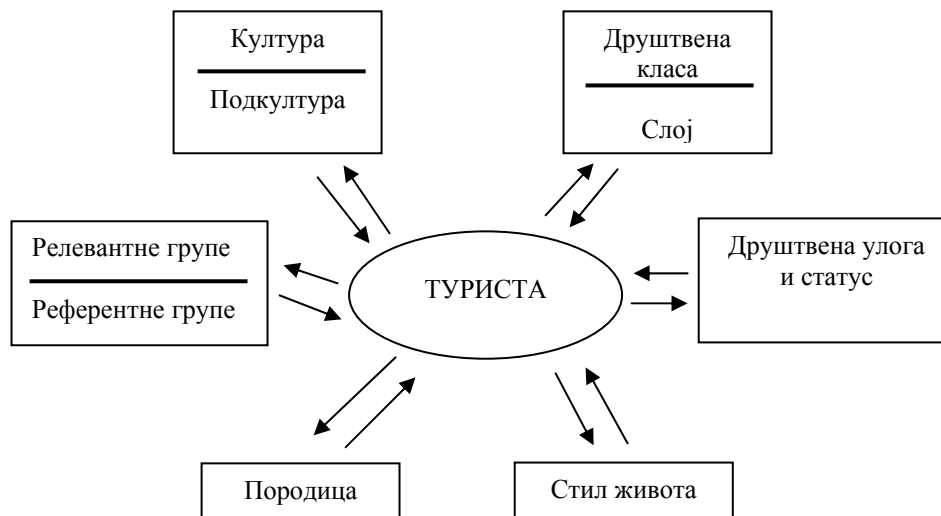 Култура
Подкултура
Друштвена
класа
Слој
Релевантне групе
Референтне групе
ТУРИСТА
Друштвена улога
и статус
Породица
Стил живота